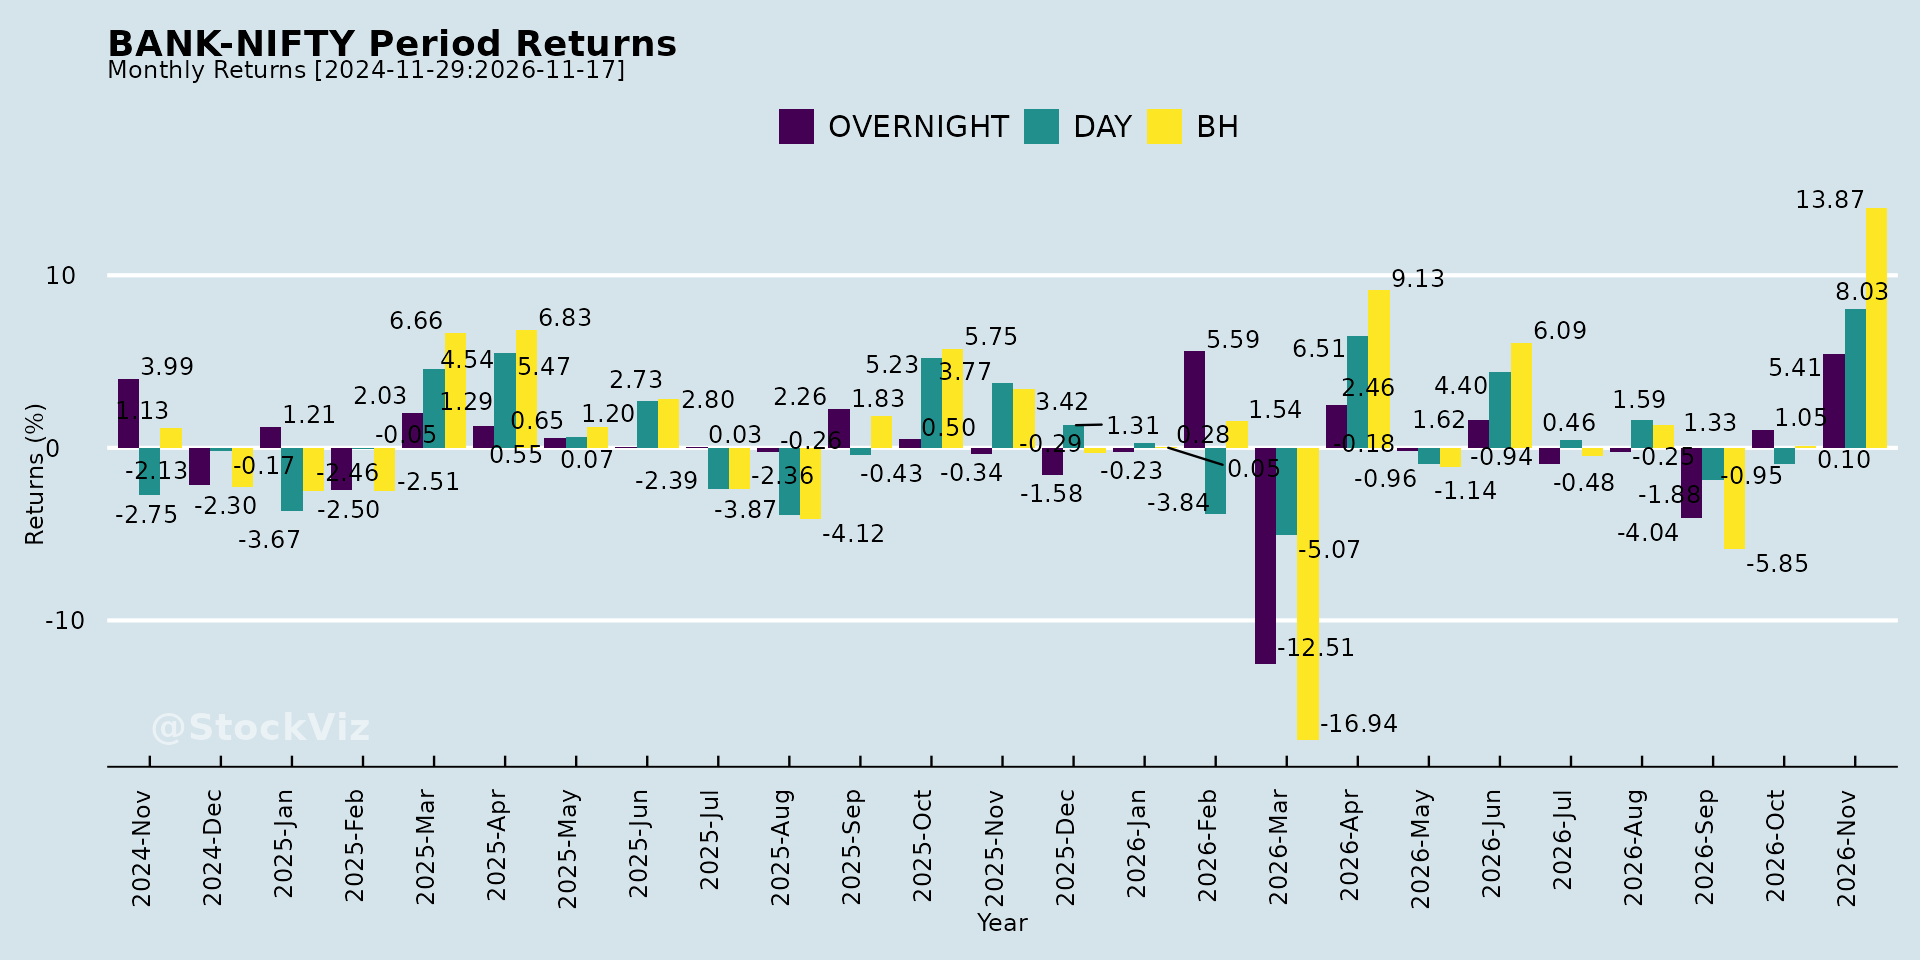 BANK-NIFTY Period Returns
Monthly Returns [2024-11-29:2026-11-17]
OVERNIGHT DAY BH
Returns (%)
10
0
-10
3.99
1.13
-2.13
-2.75
-2.30
-0.17
1.21
-3.67
-2.46
-2.50
2.03
-0.05
-2.51
6.66
4.54
1.29
6.83
5.47
0.65
0.55
1.20
0.07
2.73
2.80
-2.39
0.03
-2.36
-3.87
2.26
-0.26
-4.12
1.83
-0.43
5.23
0.50
5.75
3.77
-0.34
3.42
-0.29
-1.58
1.31
-0.23
0.28
0.05
-3.84
5.59
1.54
-5.07
-12.51
-16.94
6.51
2.46
-0.18
9.13
-0.96
1.62
-1.14
4.40
-0.94
6.09
0.46
-0.48
1.59
-0.25
1.33
-1.88
-4.04
-0.95
-5.85
1.05
0.10
5.41
8.03
13.87
@StockViz
2024-Nov
2024-Dec
2025-Jan
2025-Feb
2025-Mar
2025-Apr
2025-May
2025-Jun
2025-Jul
2025-Aug
2025-Sep
2025-Oct
2025-Nov
2025-Dec
2026-Jan
2026-Feb
2026-Mar
2026-Apr
2026-May
2026-Jun
2026-Jul
2026-Aug
2026-Sep
2026-Oct
2026-Nov
Year